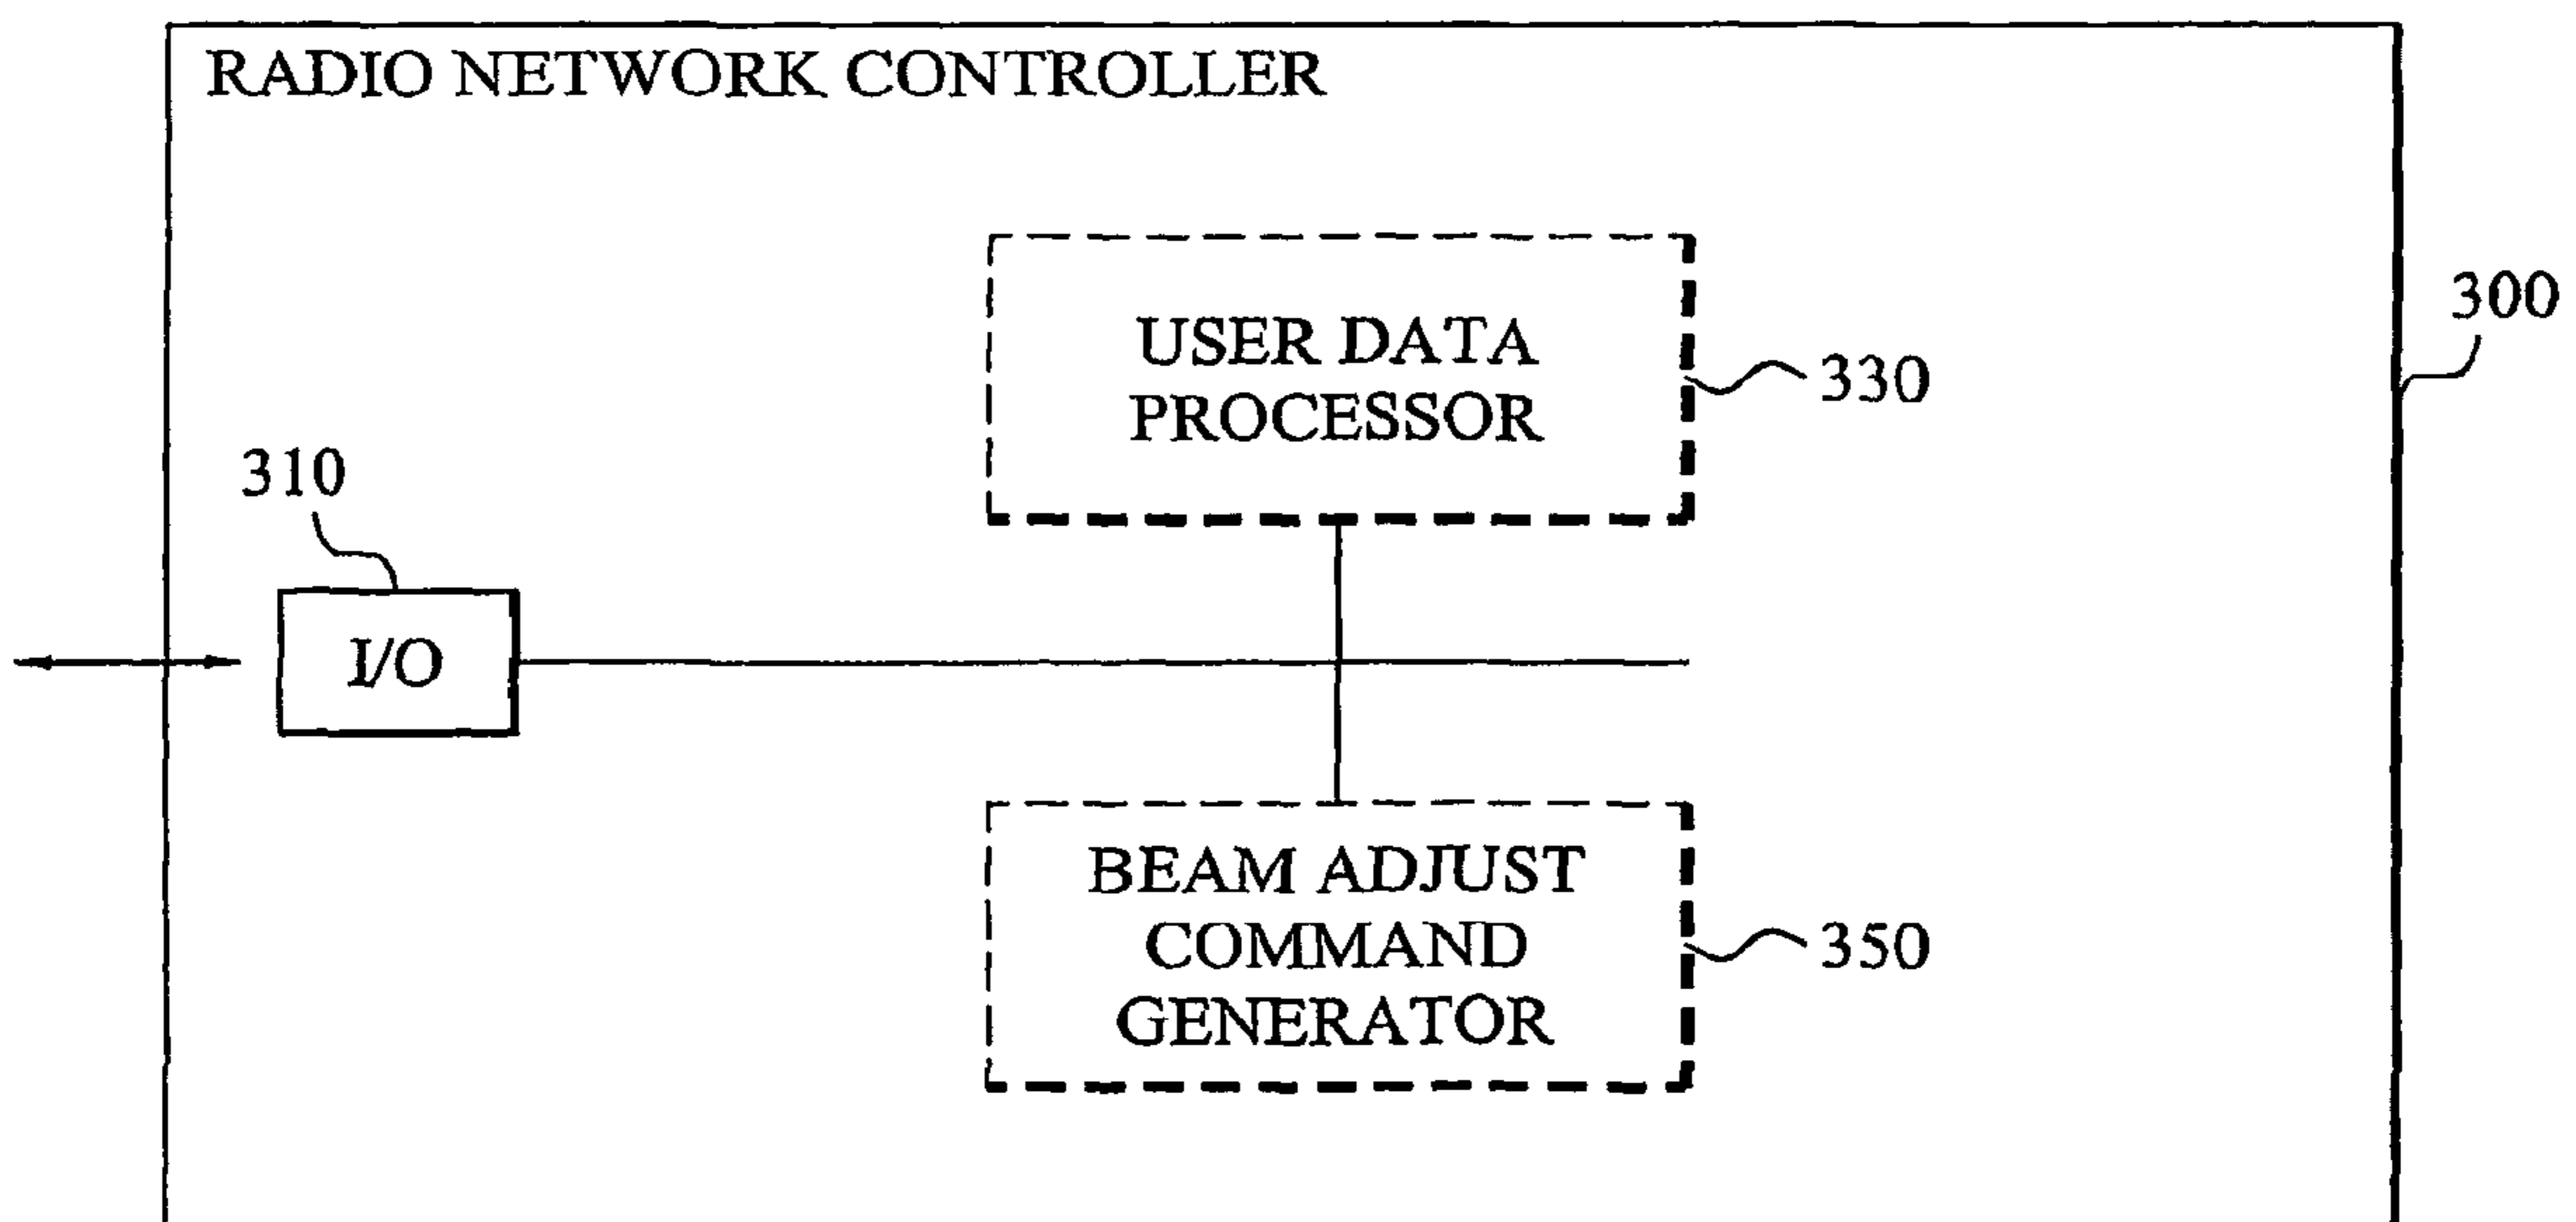 RADIO NETWORK CONTROLLER
300
USER DATA
PROCESSOR
330
310
I/O
BEAM ADJUST
COMMAND
GENERATOR
350